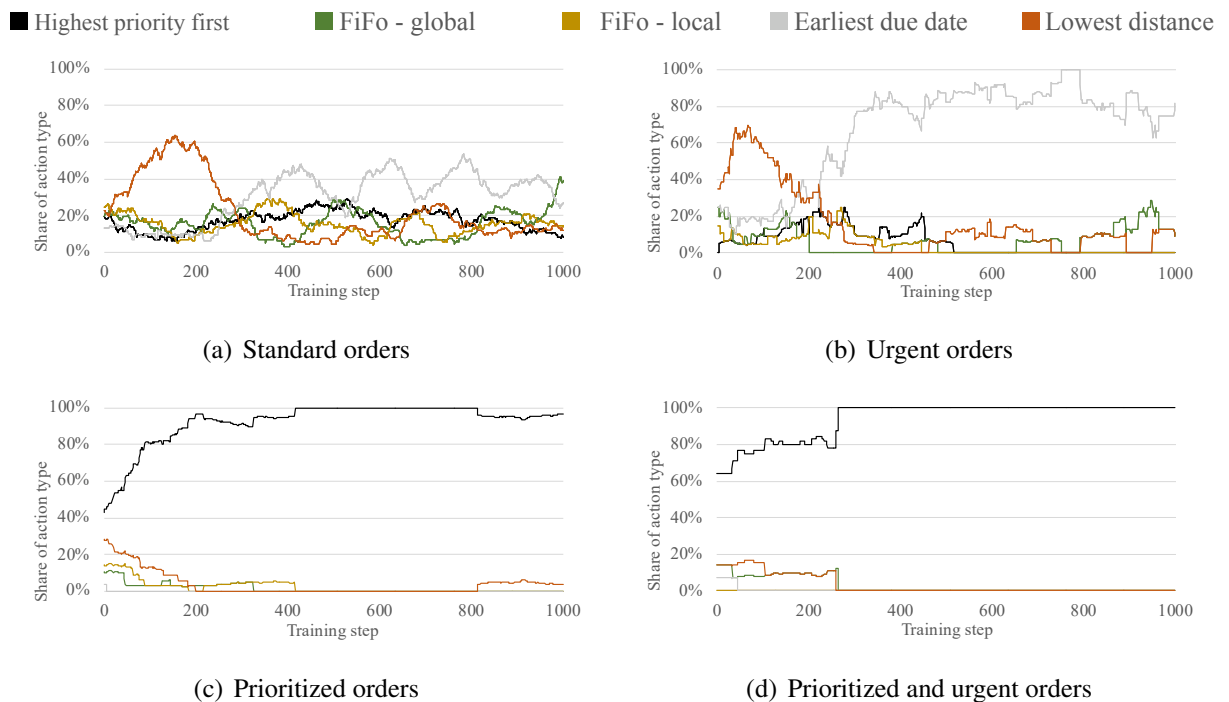 Highest priority first FiFo - global FiFo - local Earliest due date Lowest distance
100%
80%
60%
40%
20%
0%
Share of action type
0 200 400 600 800 1000
Training step
(a) Standard orders
100%
80%
60%
40%
20%
0%
Share of action type
0 200 400 600 800 1000
Training step
(b) Urgent orders
100%
80%
60%
40%
20%
0%
Share of action type
0 200 400 600 800 1000
Training step
(c) Prioritized orders
100%
80%
60%
40%
20%
0%
Share of action type
0 200 400 600 800 1000
Training step
(d) Prioritized and urgent orders